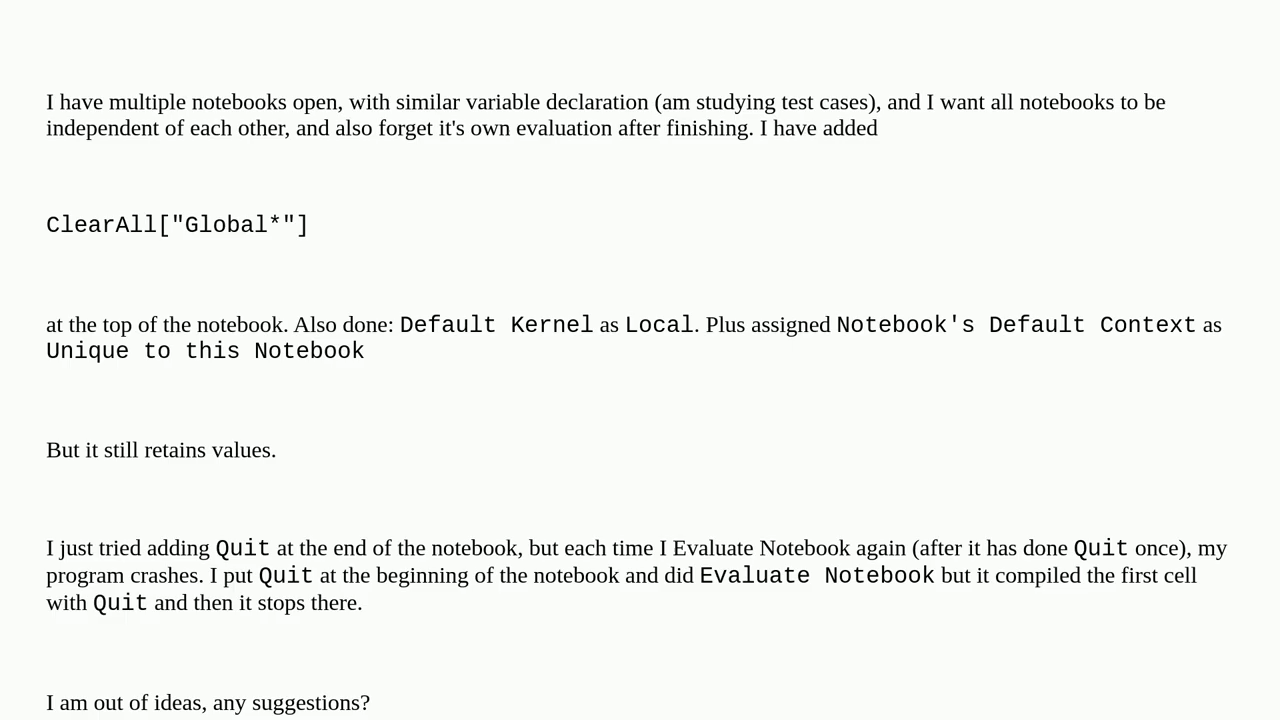 I have multiple notebooks open, with similar variable declaration (am studying test cases), and I want all notebooks to be
independent of each other, and also forget it's own evaluation after finishing. I have added
ClearAll["Global*"]
at the top of the notebook. Also done: Default Kernel as Local. Plus assigned Notebook's Default Context as
Unique to this Notebook
But it still retains values.
I just tried adding Quit at the end of the notebook, but each time I Evaluate Notebook again (after it has done Quit once), my
program crashes. I put Quit at the beginning of the notebook and did Evaluate Notebook but it compiled the first cell
with Quit and then it stops there.
I am out of ideas, any suggestions?